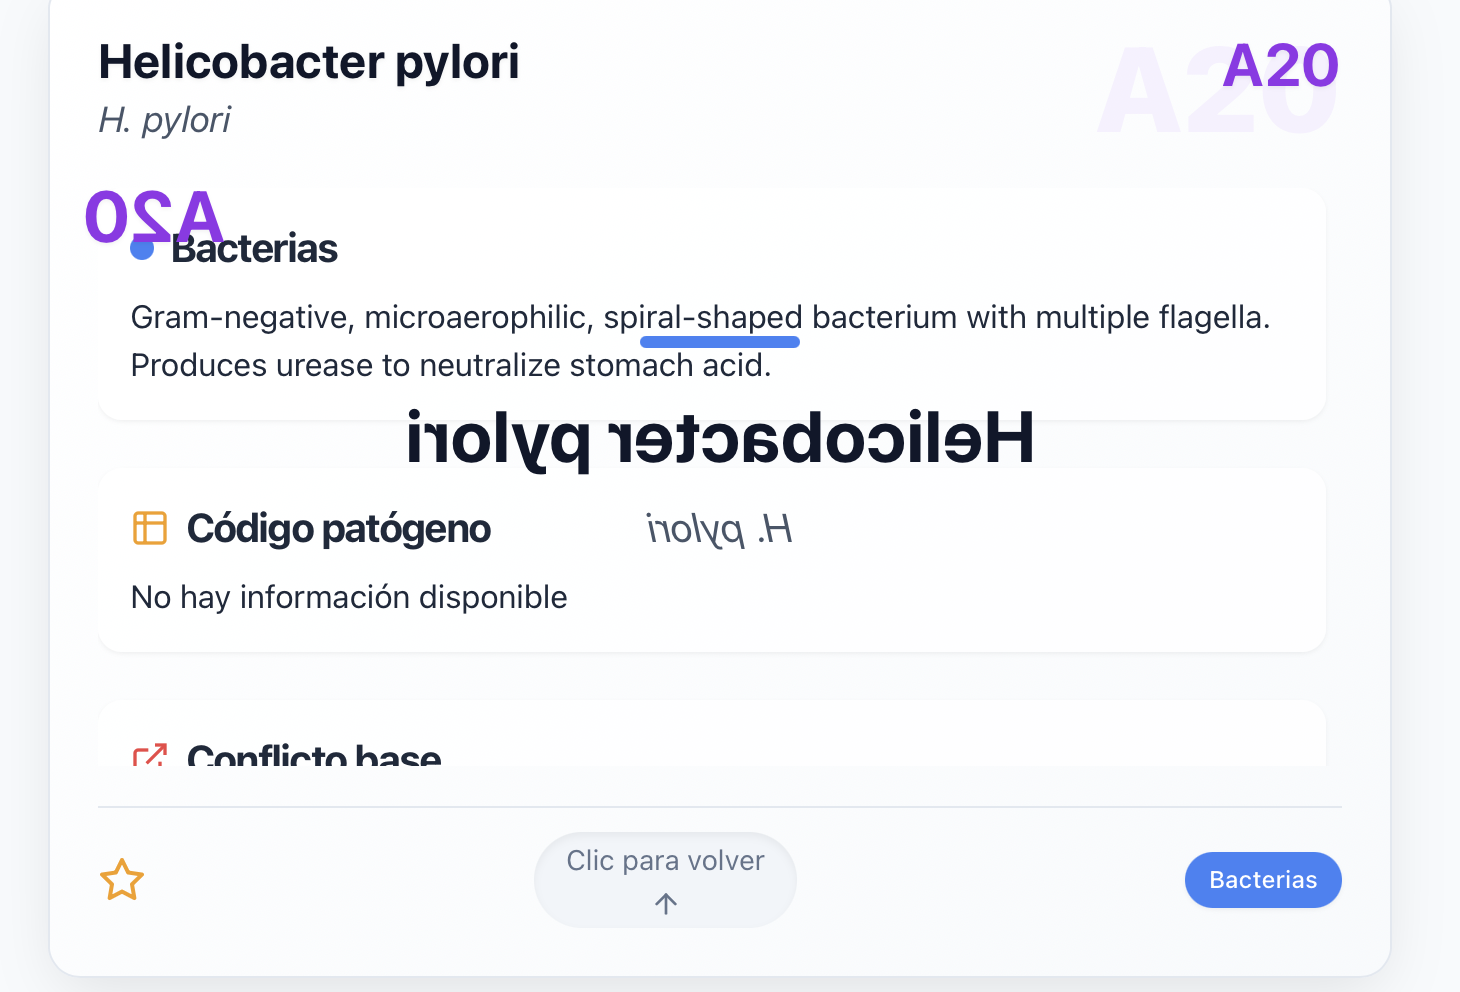 Helicobacter pylori
A20
A20
H. pylori
A20
Bacterias
Gram-negative, microaerophilic, spiral-shaped bacterium with multiple flagella.
Produces urease to neutralize stomach acid.
Helicobacter pylori
Código patógeno
H. pylori
No hay información disponible
Conflicto base
Clic para volver
↑
Bacterias